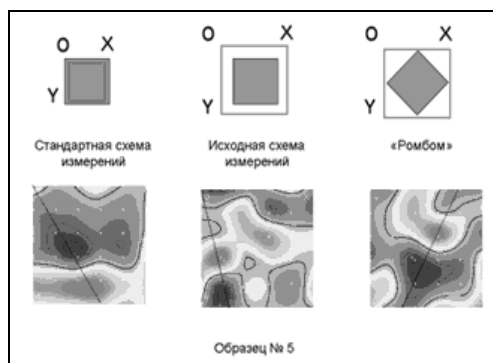 O X
Y
O X
Y
O X
Y
Стандартная схема
измерений
Исходная схема
измерений
«Ромбом»
Образец № 5